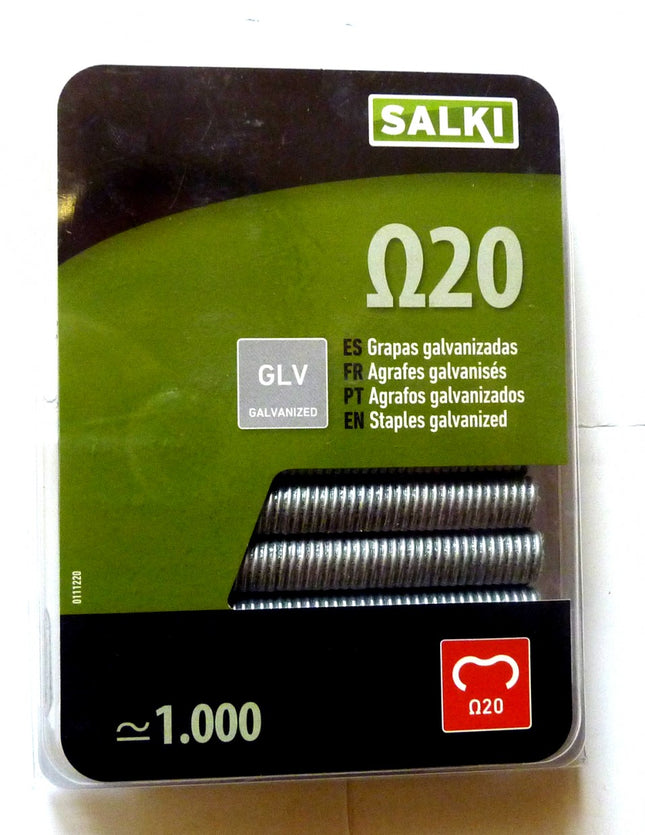 SALKI
Ω20
GLV
GALVANIZED
ES Grapas galvanizadas
FR Agrafes galvanisés
PT Agrafos galvanizados
EN Staples galvanized
0111220
≃1.000
Ω20